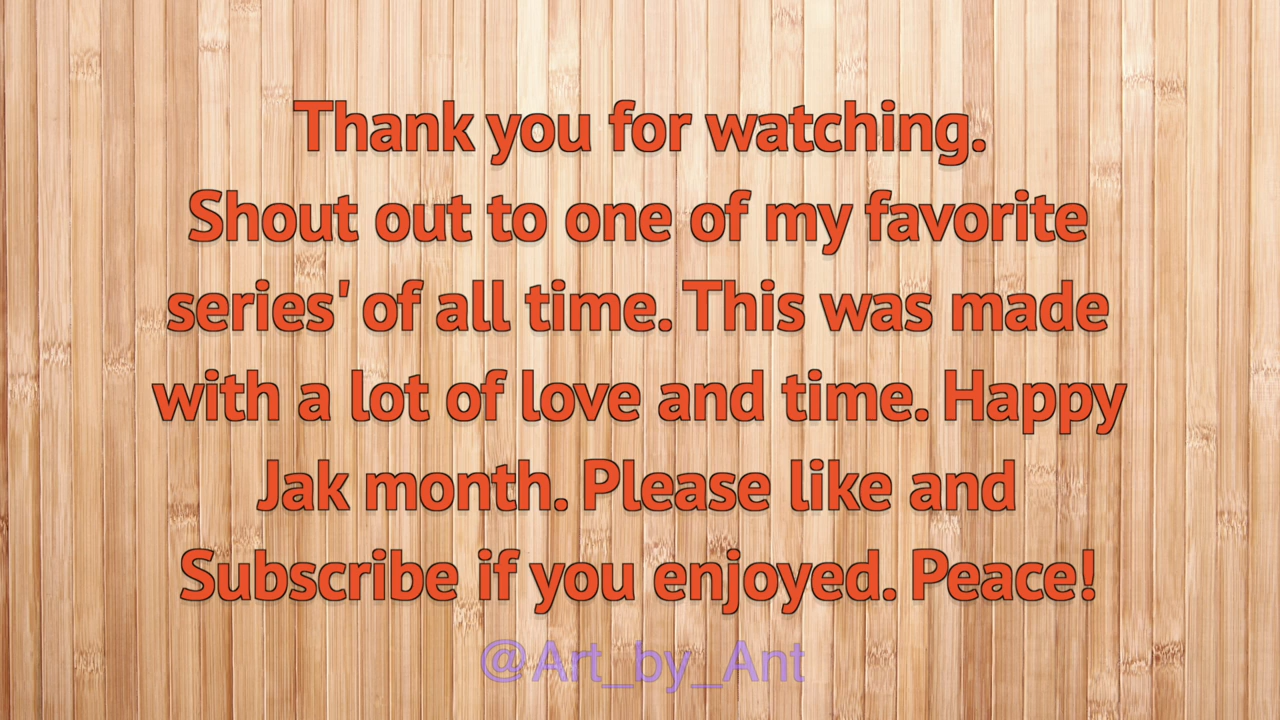 Thank you for watching.
Shout out to one of my favorite
series' of all time. This was made
with a lot of love and time. Happy
Jak month. Please like and
Subscribe if you enjoyed. Peace!
@Art_by_Ant